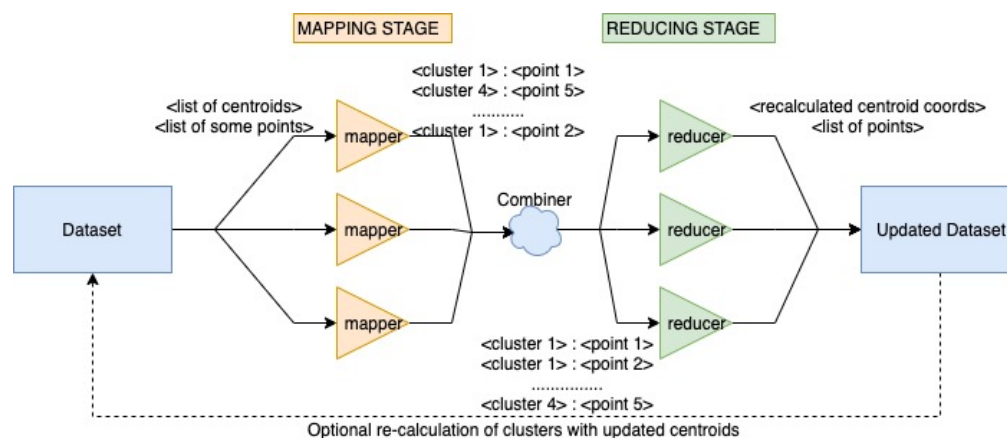 MAPPING STAGE
REDUCING STAGE
<cluster 1> : <point 1>
<cluster 4> : <point 5>
...........
<cluster 1> : <point 2>
<list of centroids>
<list of some points>
<recalculated centroid coords>
<list of points>
mapper
reducer
Combiner
Dataset
mapper
reducer
Updated Dataset
mapper
reducer
<cluster 1> : <point 1>
<cluster 1> : <point 2>
................
<cluster 4> : <point 5>
Optional re-calculation of clusters with updated centroids